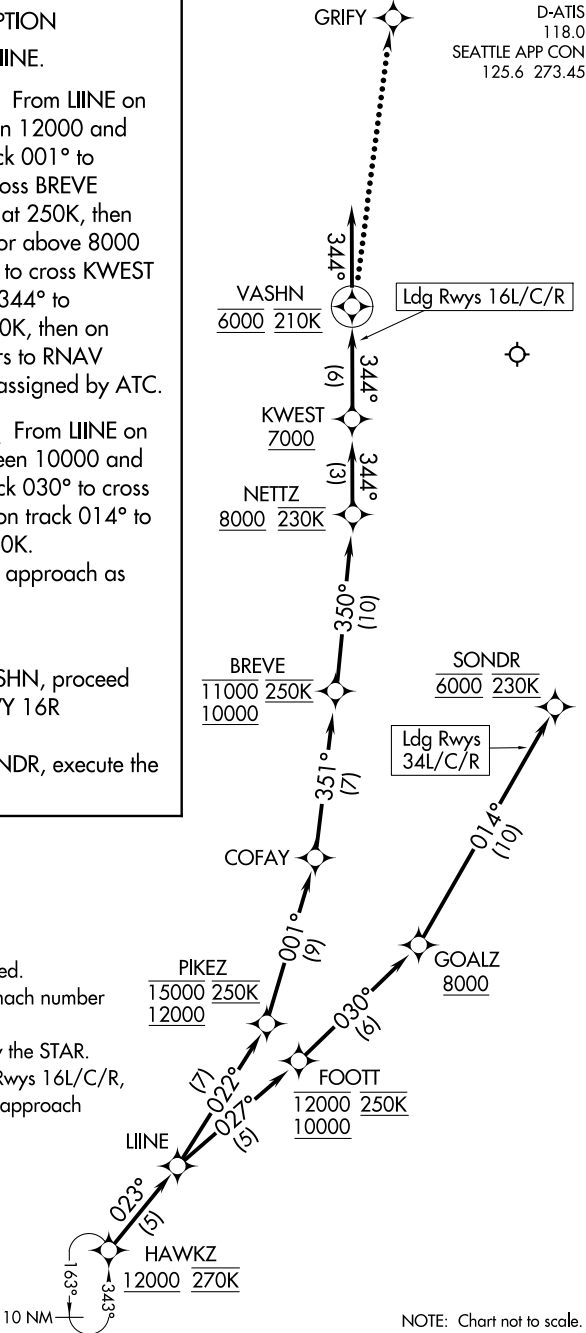 PTION
IINE.
From LIINE on
n 12000 and
ck 001° to
oss BREVE
at 250K, then
or above 8000
to cross KWEST
344° to
0K, then on
rs to RNAV
assigned by ATC.
From LIINE on
een 10000 and
ck 030° to cross
on track 014° to
0K.
approach as
SHN, proceed
VY 16R
NDR, execute the
ed.
nach number
y the STAR.
Rwys 16L/C/R,
approach
D-ATIS
118.0
SEATTLE APP CON
125.6 273.45
GRIFY
344°
VASHN
6000 210K
Ldg Rwys 16L/C/R
344°
(6)
KWEST
7000
344°
(3)
NETTZ
8000 230K
350°
(10)
BREVE
11000 250K
10000
SONDR
6000 230K
Ldg Rwys
34L/C/R
351°
(7)
014°
(10)
COFAY
001°
(9)
GOALZ
8000
PIKEZ
15000 250K
12000
030°
(6)
FOOTT
12000 250K
10000
(7)
022°
027°
(5)
LIINE
023°
(5)
HAWKZ
12000 270K
163°
343°
10 NM
NOTE: Chart not to scale.